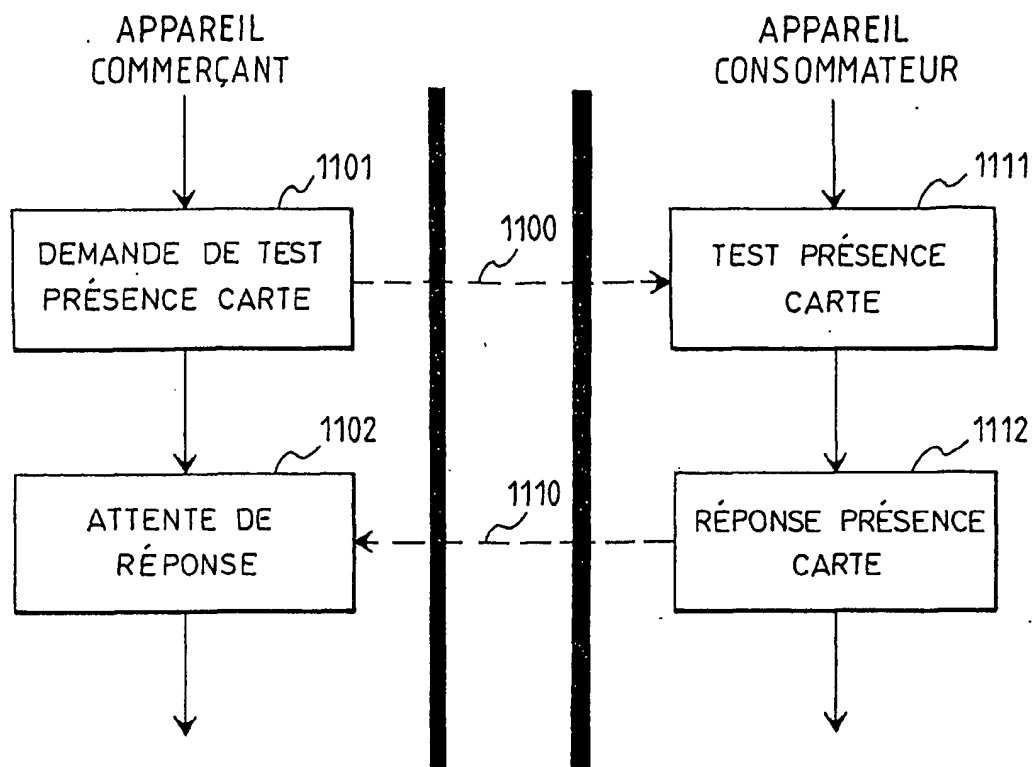 APPAREIL
COMMERÇANT
APPAREIL
CONSOMMATEUR
1101
1111
DEMANDE DE TEST
PRÉSENCE CARTE
1100
TEST PRÉSENCE
CARTE
1102
1112
ATTENTE DE
RÉPONSE
1110
RÉPONSE PRÉSENCE
CARTE